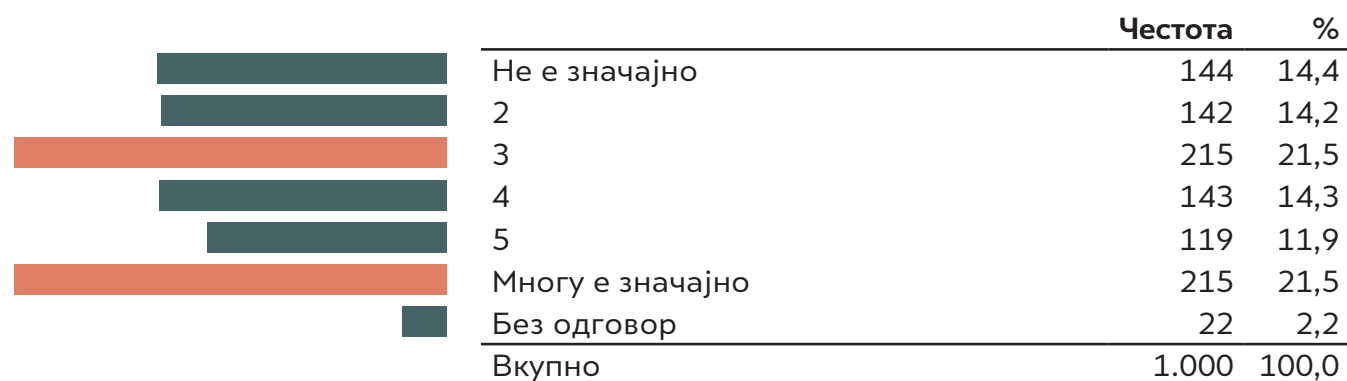 Честота %
Не е значајно 144 14,4
2 142 14,2
3 215 21,5
4 143 14,3
5 119 11,9
Многу е значајно 215 21,5
Без одговор 22 2,2
Вкупно 1.000 100,0